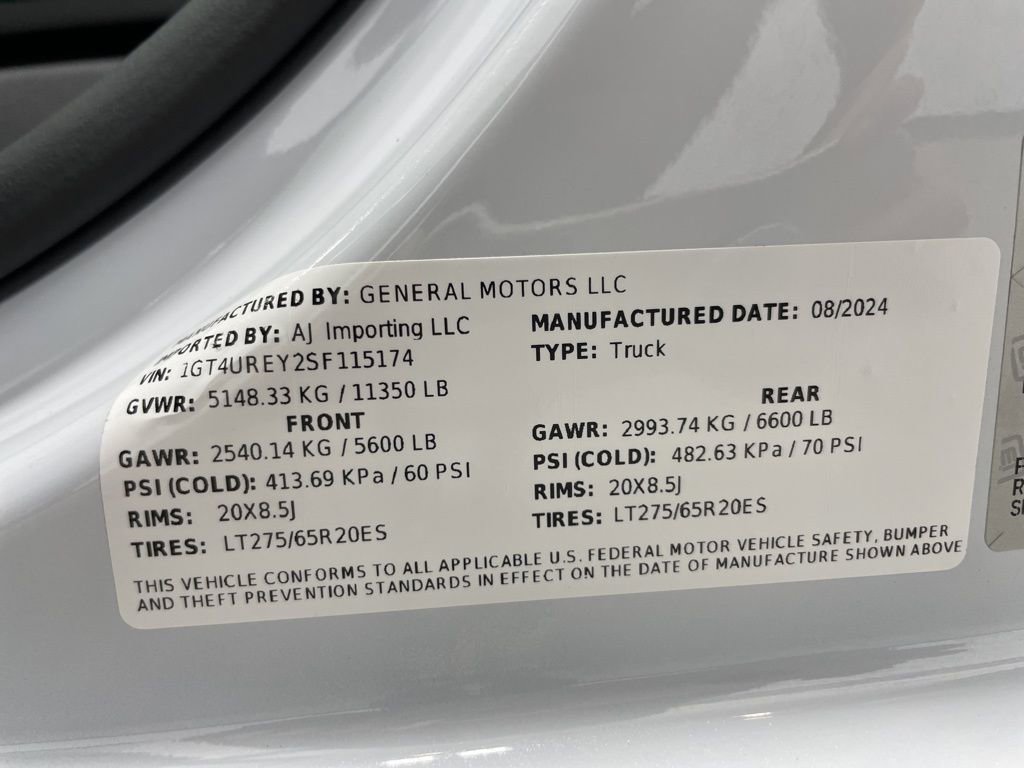 MANUFACTURED BY: GENERAL MOTORS LLC
IMPORTED BY: AJ Importing LLC
MANUFACTURED DATE: 08/2024
VIN: 1GT4UREY2SF115174
TYPE: Truck
GVWR: 5148.33 KG / 11350 LB
FRONT
REAR
GAWR: 2540.14 KG / 5600 LB
GAWR: 2993.74 KG / 6600 LB
PSI (COLD): 413.69 KPa / 60 PSI
PSI (COLD): 482.63 KPa / 70 PSI
RIMS: 20X8.5J
RIMS: 20X8.5J
TIRES: LT275/65R20ES
TIRES: LT275/65R20ES
THIS VEHICLE CONFORMS TO ALL APPLICABLE U.S. FEDERAL MOTOR VEHICLE SAFETY, BUMPER
AND THEFT PREVENTION STANDARDS IN EFFECT ON THE DATE OF MANUFACTURE SHOWN ABOVE